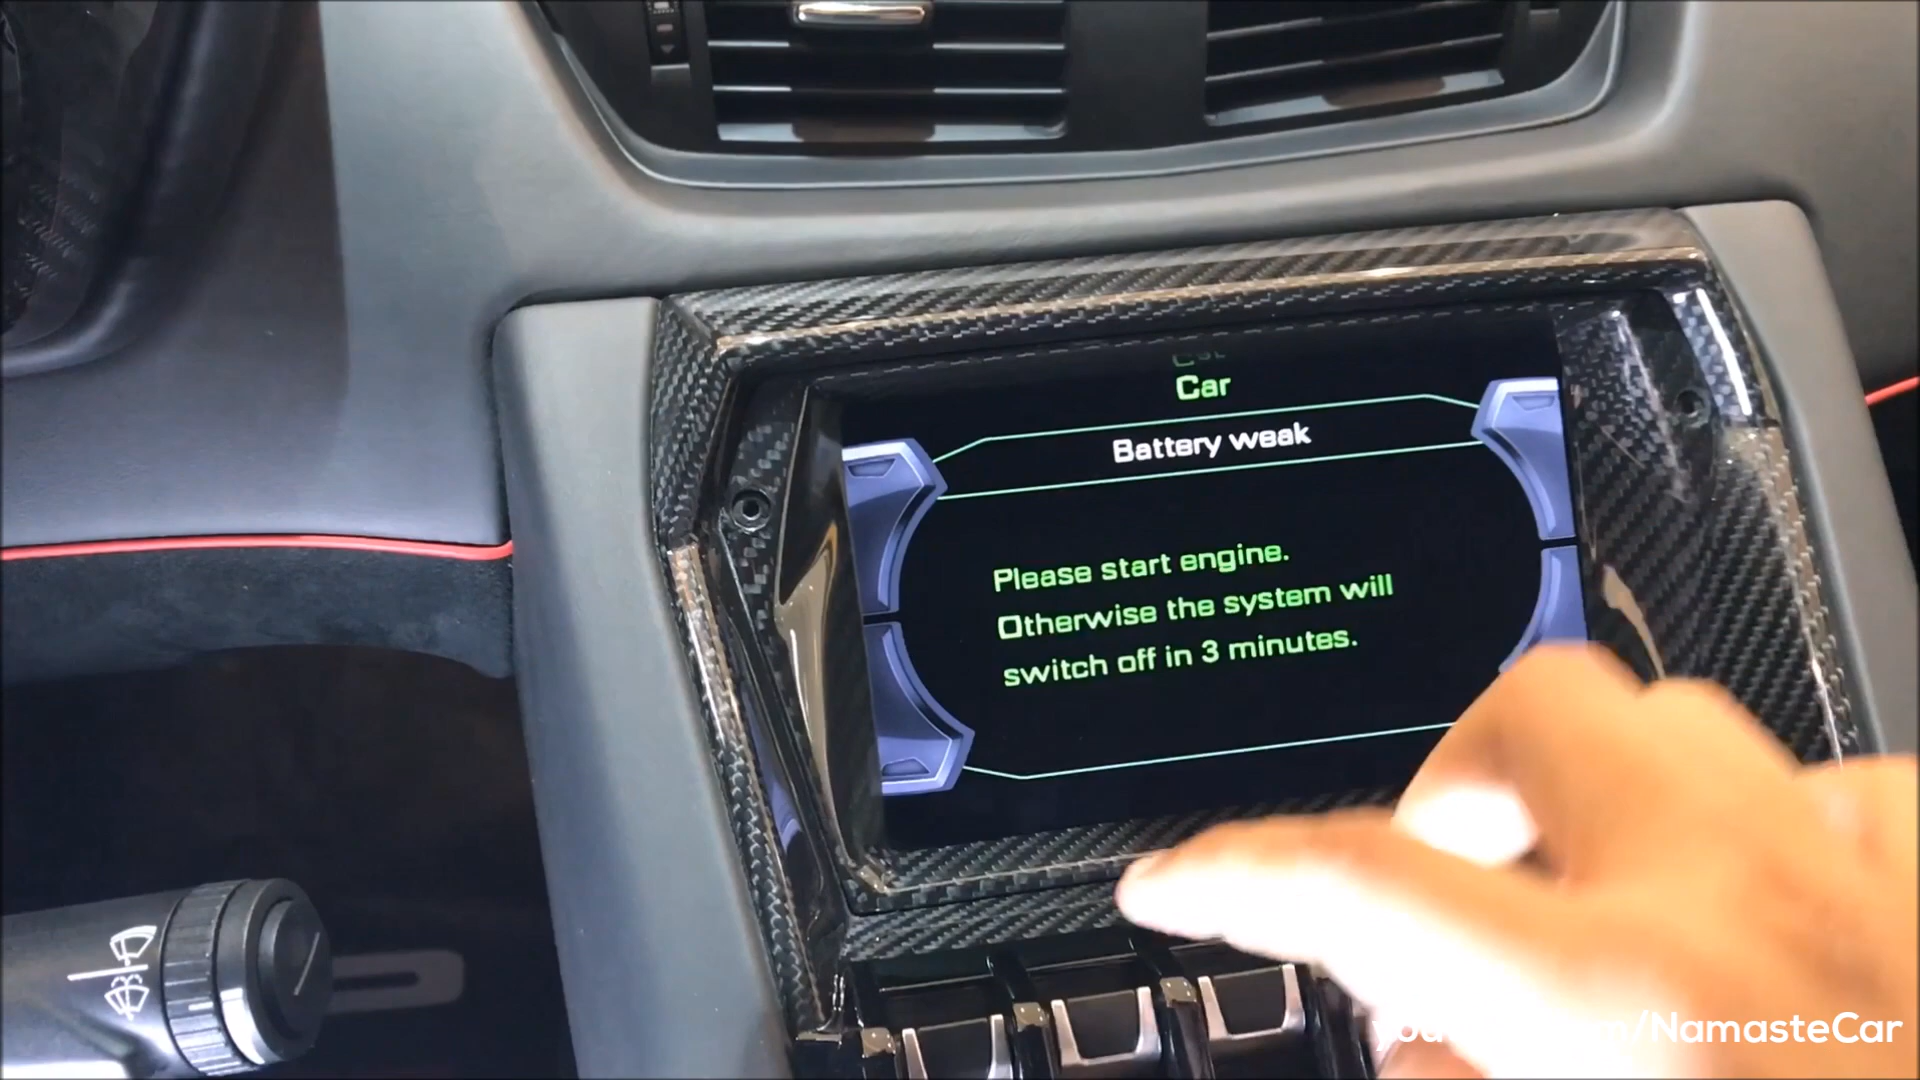 Car
Battery weak
Please start engine.
Otherwise the system will
switch off in 3 minutes.
/NamasteCar